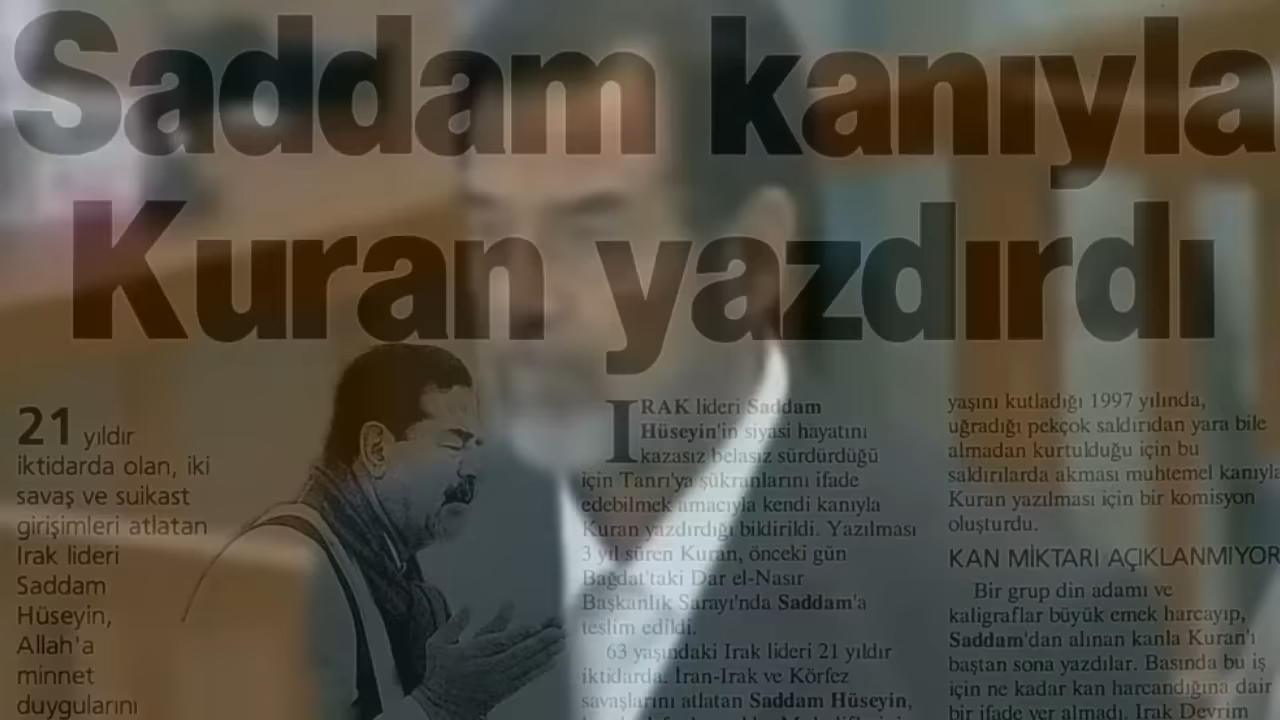 Saddam kanıyla
Kuran yazdırdı
21 yıldır
iktidarda olan, iki
savaş ve suikast
girişimleri atlatan
Irak lideri
Saddam
Hüseyin,
Allah'a
minnet
duygularını
IRAK lideri Saddam
Hüseyin'in siyasi hayatını
kazasız belasız sürdürdüğü
için Tanrı'ya şükranlarını ifade
edebilmek amacıyla kendi kanıyla
Kuran yazdırdığı bildirildi. Yazılması
3 yıl süren Kuran, önceki gün
Bağdat'taki Dar el-Nasır
Başkanlık Sarayı'nda Saddam'a
teslim edildi.
63 yaşındaki Irak lideri 21 yıldır
iktidarda. İran-Irak ve Körfez
savaşlarını atlatan Saddam Hüseyin,
yaşını kutladığı 1997 yılında,
uğradığı pekçok saldırıdan yara bile
almadan kurtulduğu için bu
saldırılarda akması muhtemel kanıyla
Kuran yazılması için bir komisyon
oluşturdu.
KAN MİKTARI AÇIKLANMIYOR
Bir grup din adamı ve
kaligraflar büyük emek harcayıp,
Saddam'dan alınan kanla Kuran'ı
baştan sona yazdılar. Basında bu iş
için ne kadar kan harcandığına dair
bir ifade yer almadı. Irak Devrim